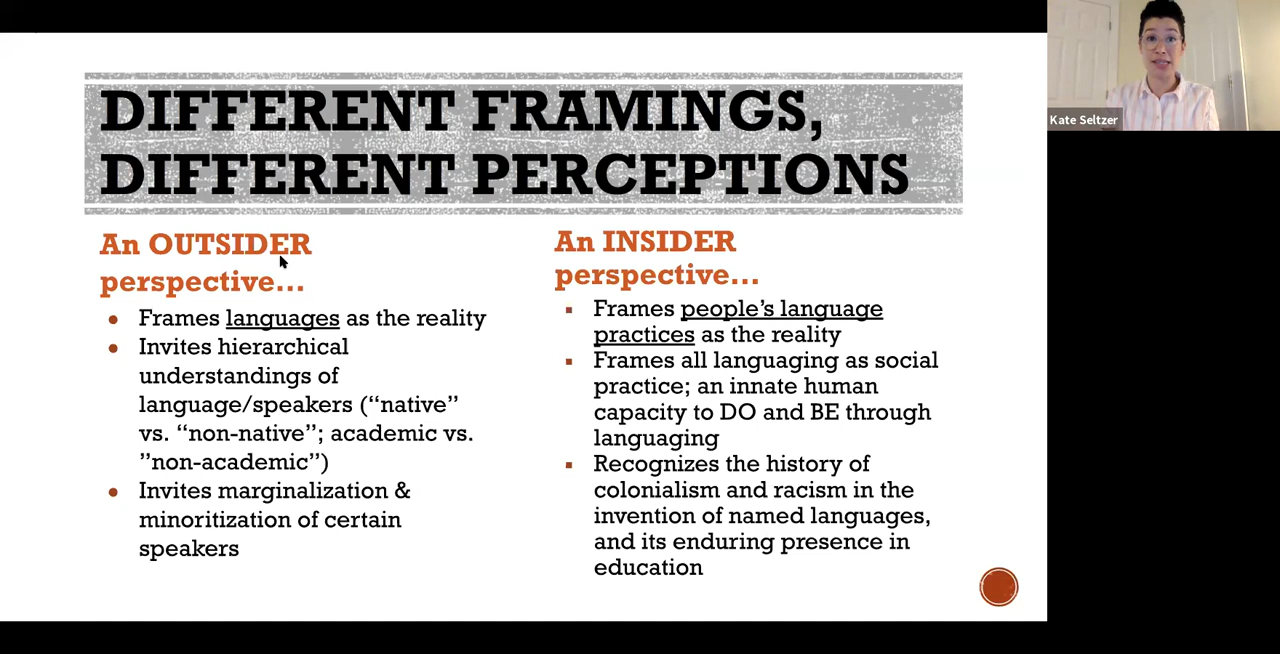 DIFFERENT FRAMINGS,
DIFFERENT PERCEPTIONS
An OUTSIDER
perspective…
Frames languages as the reality
Invites hierarchical
understandings of
language/speakers (“native”
vs. “non-native”; academic vs.
”non-academic”)
Invites marginalization &
minoritization of certain
speakers
An INSIDER
perspective…
Frames people’s language
practices as the reality
Frames all languaging as social
practice; an innate human
capacity to DO and BE through
languaging
Recognizes the history of
colonialism and racism in the
invention of named languages,
and its enduring presence in
education
Kate Seltzer